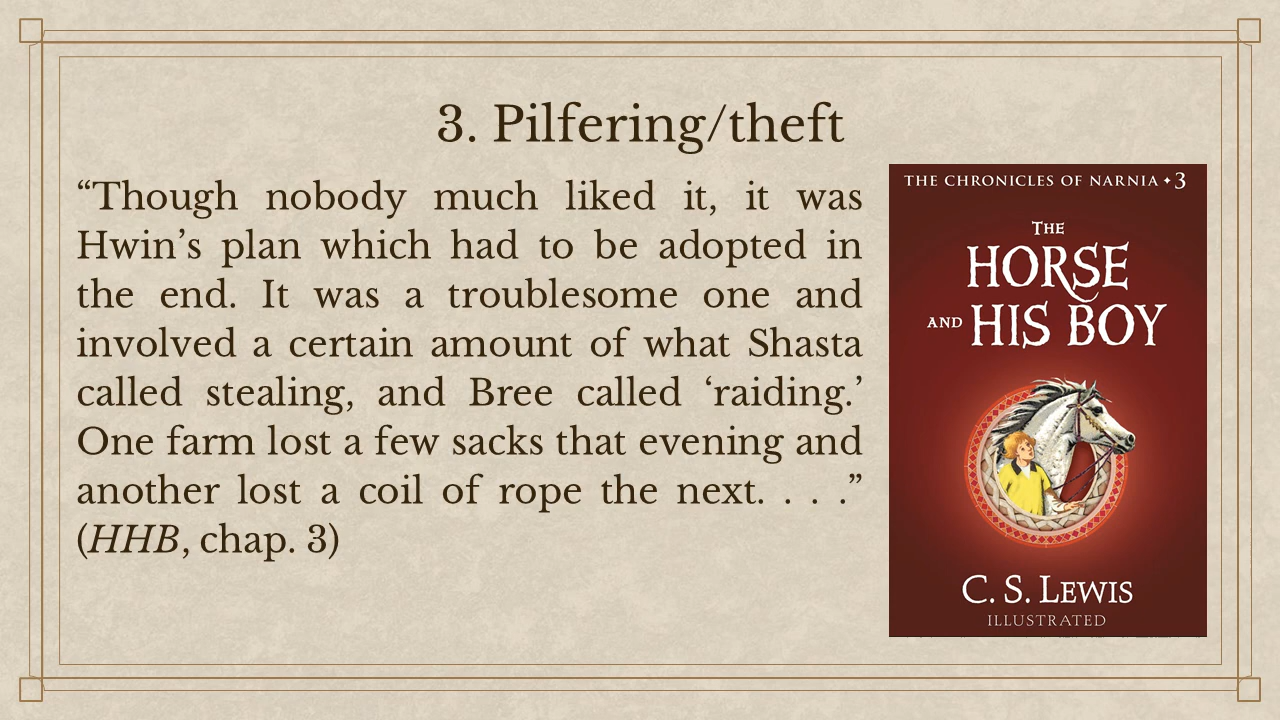 3. Pilfering/theft
“Though nobody much liked it, it was
Hwin’s plan which had to be adopted in
the end. It was a troublesome one and
involved a certain amount of what Shasta
called stealing, and Bree called ‘raiding.’
One farm lost a few sacks that evening and
another lost a coil of rope the next. . . .”
(HHB, chap. 3)
THE CHRONICLES OF NARNIA ✦ 3
THE
HORSE
AND HIS BOY
C. S. LEWIS
ILLUSTRATED